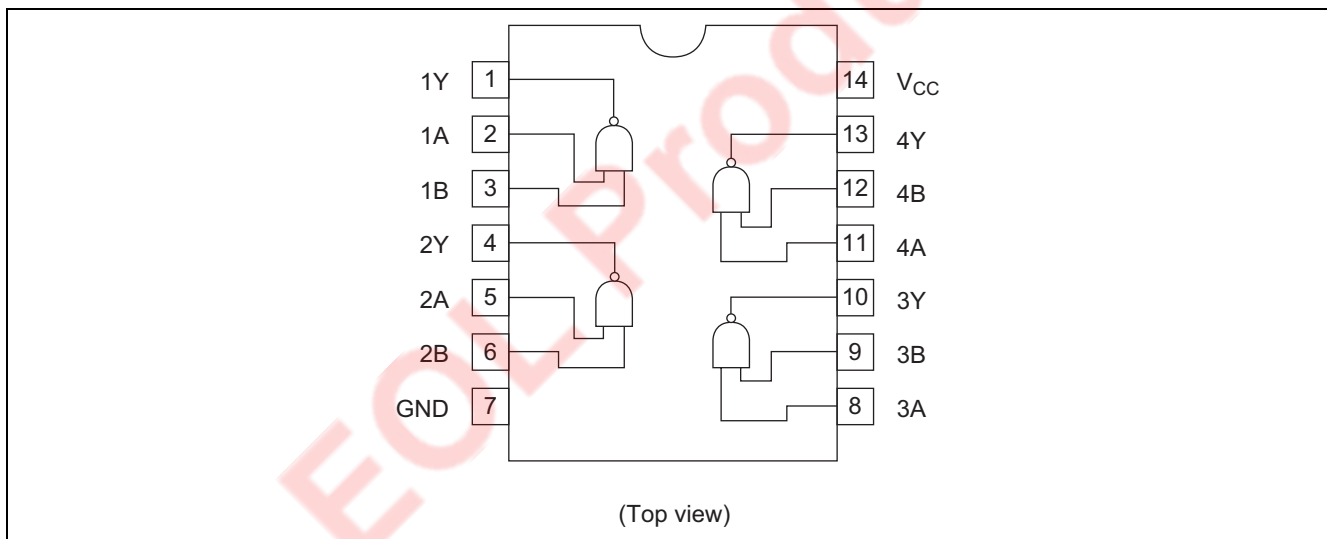 1Y 1
1A 2
1B 3
2Y 4
2A 5
2B 6
GND 7
14 VCC
13 4Y
12 4B
11 4A
10 3Y
9 3B
8 3A
(Top view)
EOL Produ